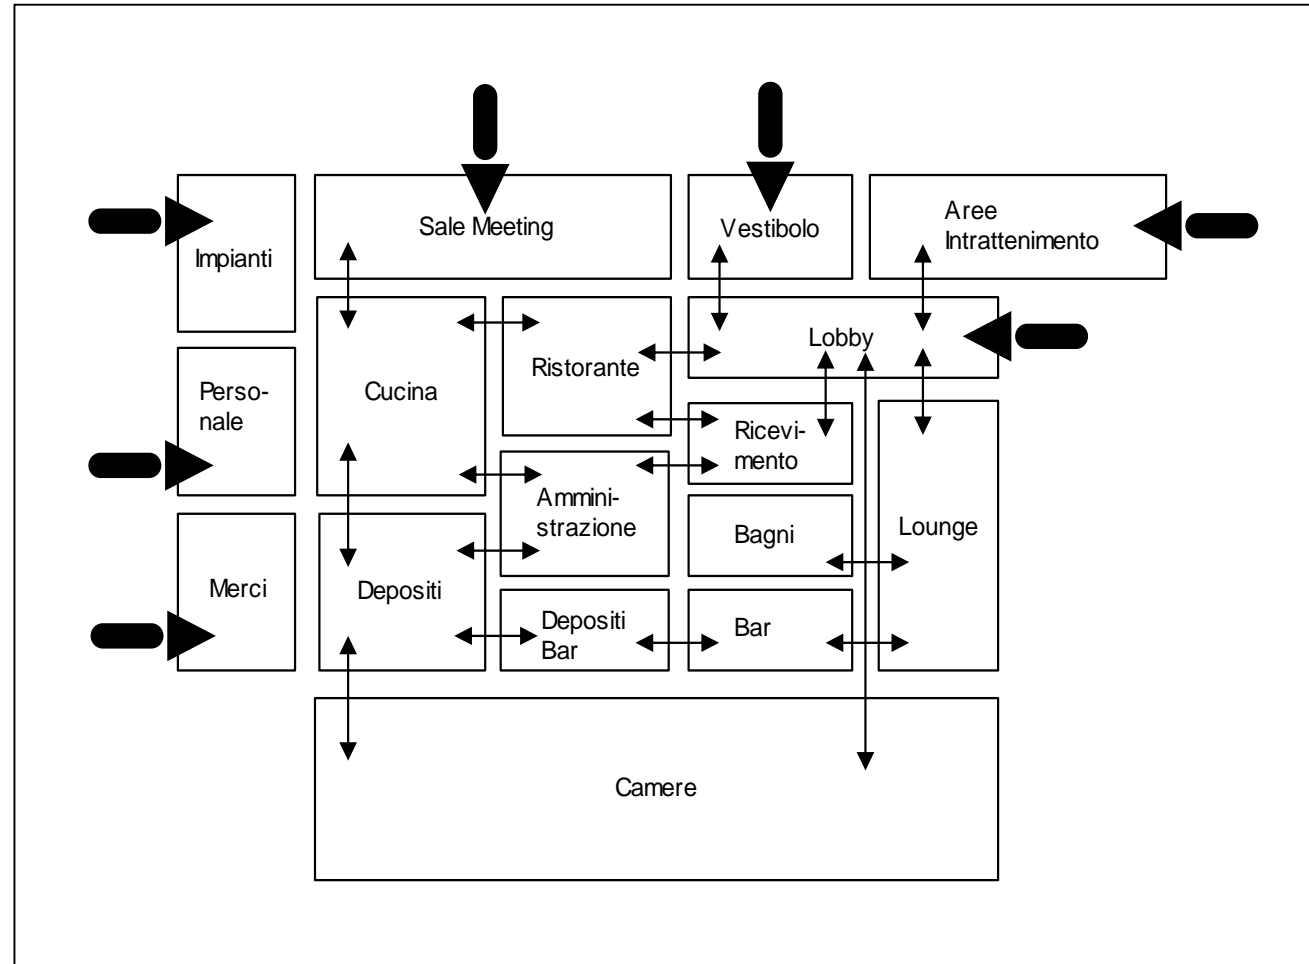 Sale Meeting
Vestibolo
Aree
Intrattenimento
Impianti
Lobby
Ristorante
Perso-
nale
Cucina
Ricevi-
mento
Ammini-
strazione
Bagni
Lounge
Merci
Depositi
Depositi
Bar
Bar
Camere